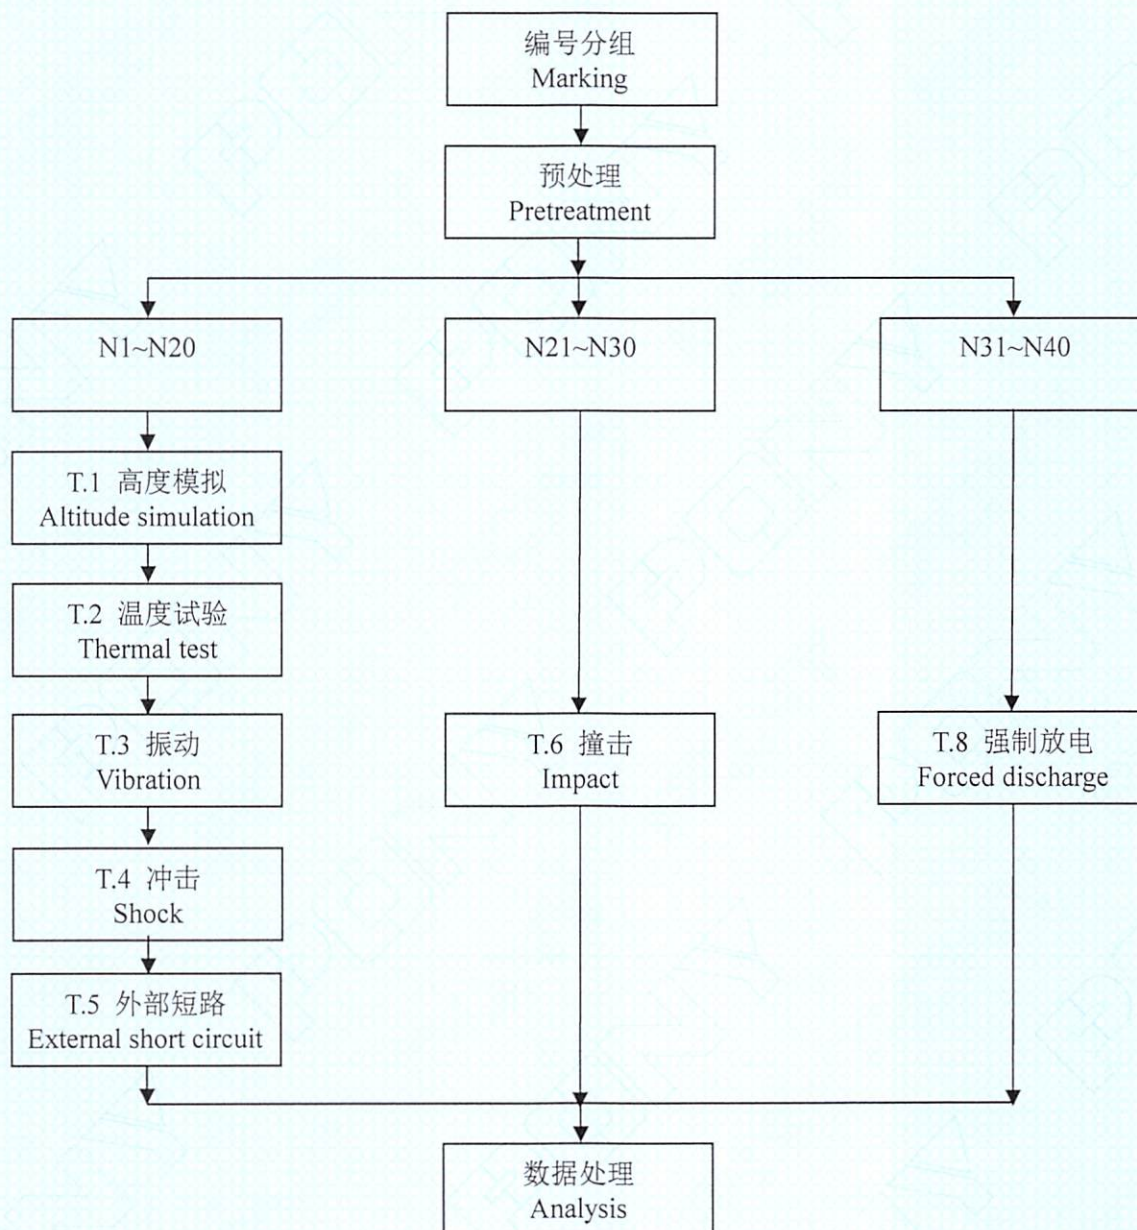 编号分组
Marking
预处理
Pretreatment
N1~N20
N21~N30
N31~N40
T.1 高度模拟
Altitude simulation
T.2 温度试验
Thermal test
T.3 振动
Vibration
T.6 撞击
Impact
T.8 强制放电
Forced discharge
T.4 冲击
Shock
T.5 外部短路
External short circuit
数据处理
Analysis